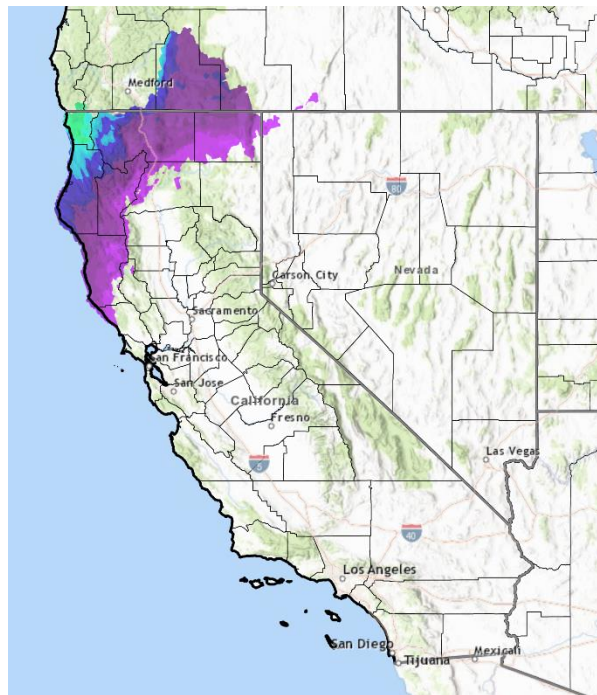 Medford
80
Carson City
Nevada
Sacramento
San Francisco
San Jose
California
Fresno
5
Las Vegas
40
Los Angeles
San Diego
Tijuana
Mexicali